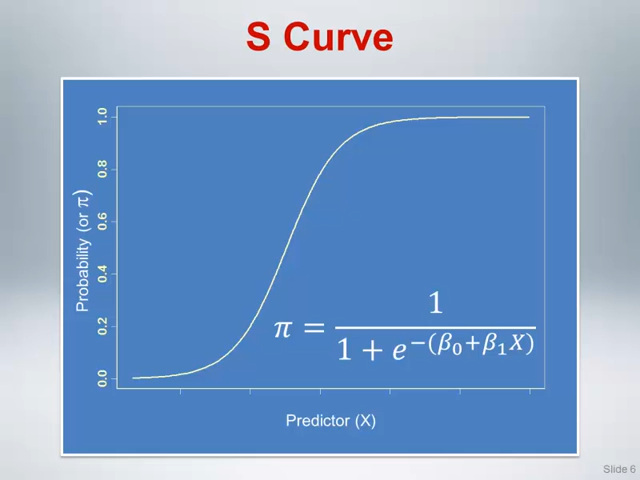 S Curve
1.0
0.8
0.6
0.4
0.2
0.0
Probability (or π)
π = 1 / (1 + e^−(β₀+β₁X))
Predictor (X)
Slide 6